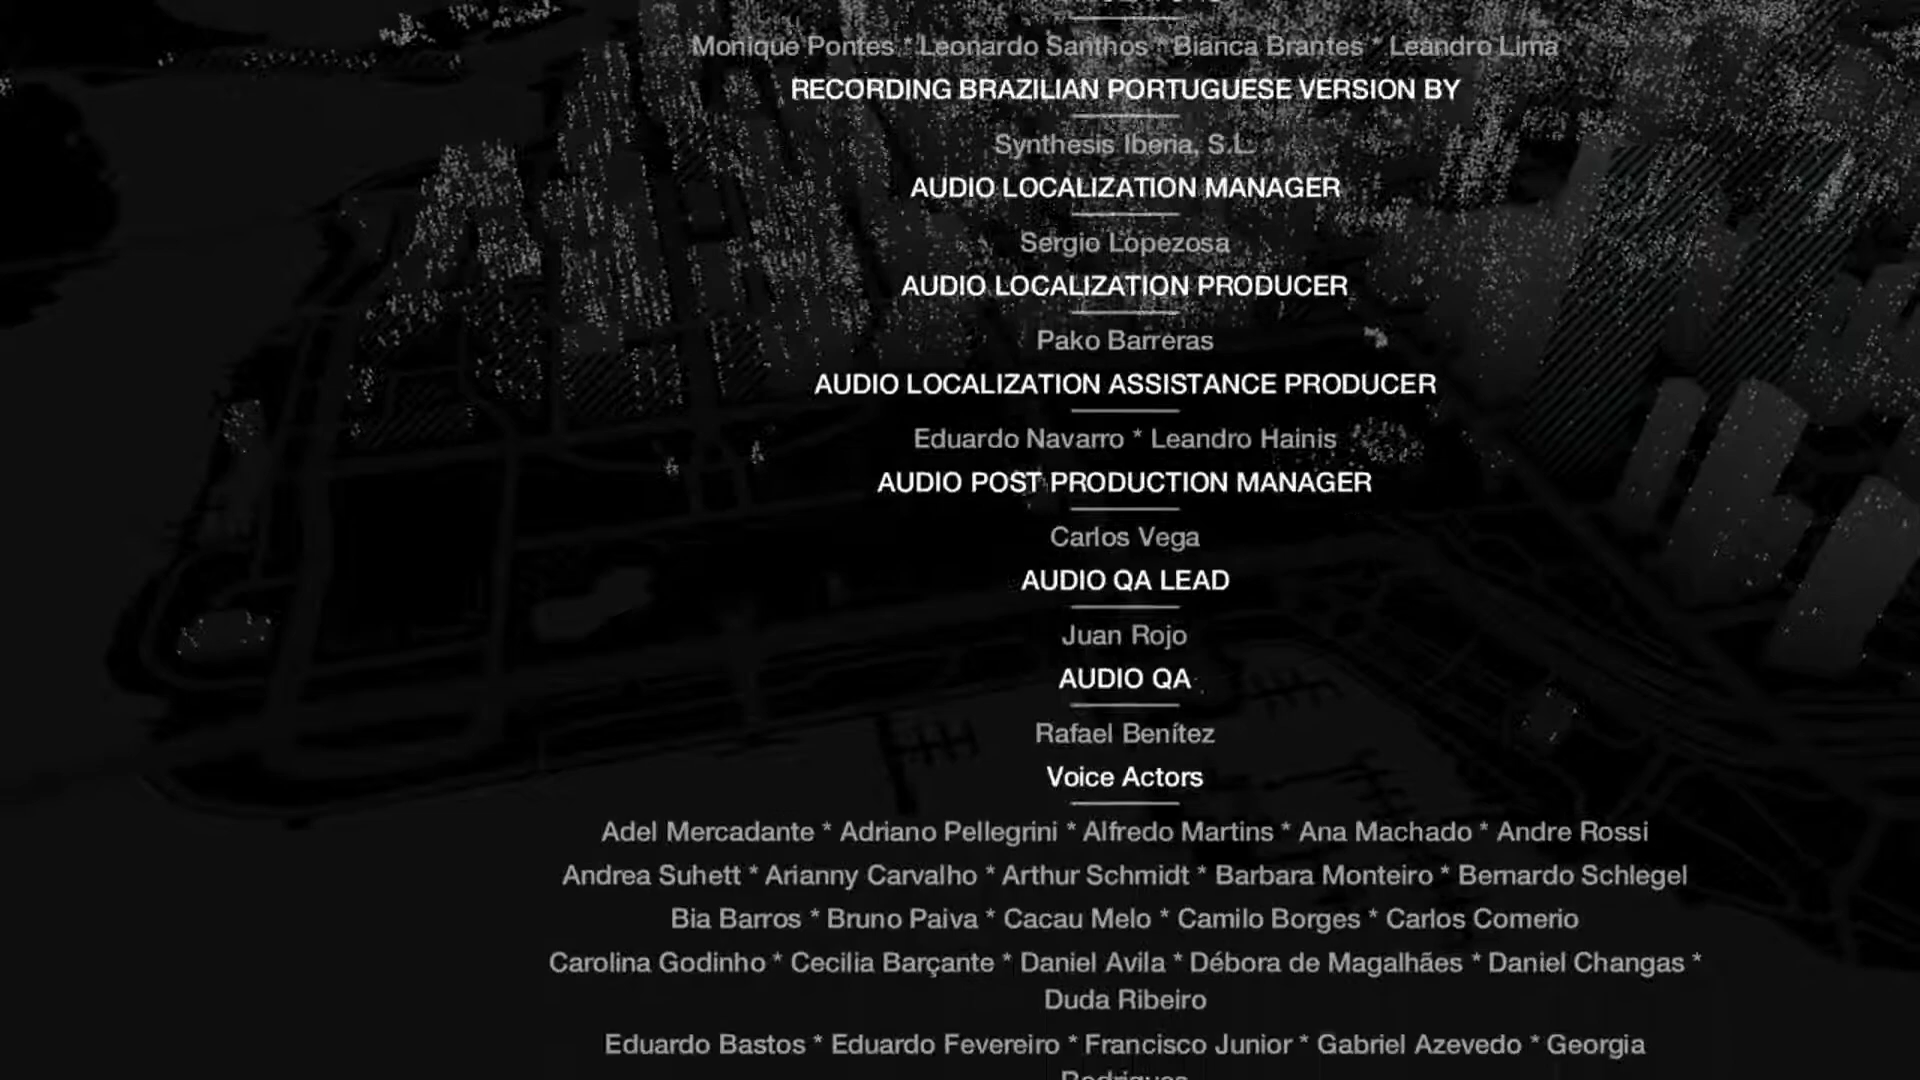 Monique Pontes * Leonardo Santhos * Bianca Brantes * Leandro Lima
RECORDING BRAZILIAN PORTUGUESE VERSION BY
Synthesis Iberia, S.L.
AUDIO LOCALIZATION MANAGER
Sergio Lopezosa
AUDIO LOCALIZATION PRODUCER
Pako Barreras
AUDIO LOCALIZATION ASSISTANCE PRODUCER
Eduardo Navarro * Leandro Hainis
AUDIO POST PRODUCTION MANAGER
Carlos Vega
AUDIO QA LEAD
Juan Rojo
AUDIO QA
Rafael Benítez
Voice Actors
Adel Mercadante * Adriano Pellegrini * Alfredo Martins * Ana Machado * Andre Rossi
Andrea Suhett * Arianny Carvalho * Arthur Schmidt * Barbara Monteiro * Bernardo Schlegel
Bia Barros * Bruno Paiva * Cacau Melo * Camilo Borges * Carlos Comerio
Carolina Godinho * Cecilia Barçante * Daniel Avila * Débora de Magalhães * Daniel Changas *
Duda Ribeiro
Eduardo Bastos * Eduardo Fevereiro * Francisco Junior * Gabriel Azevedo * Georgia
Rodrigues